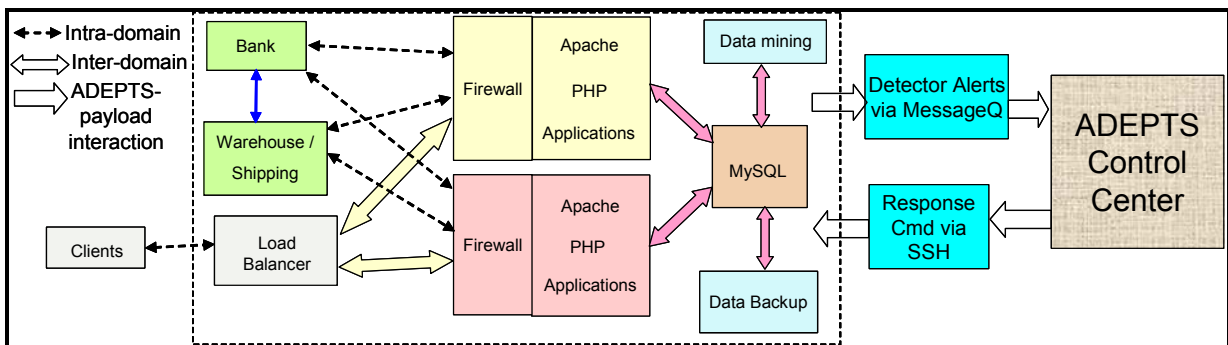 Intra-domain
Inter-domain
ADEPTS-
payload
interaction
Bank
Warehouse /
Shipping
Clients
Load
Balancer
Firewall
Apache
PHP
Applications
Firewall
Apache
PHP
Applications
Data mining
MySQL
Data Backup
Detector Alerts
via MessageQ
Response
Cmd via
SSH
ADEPTS
Control
Center